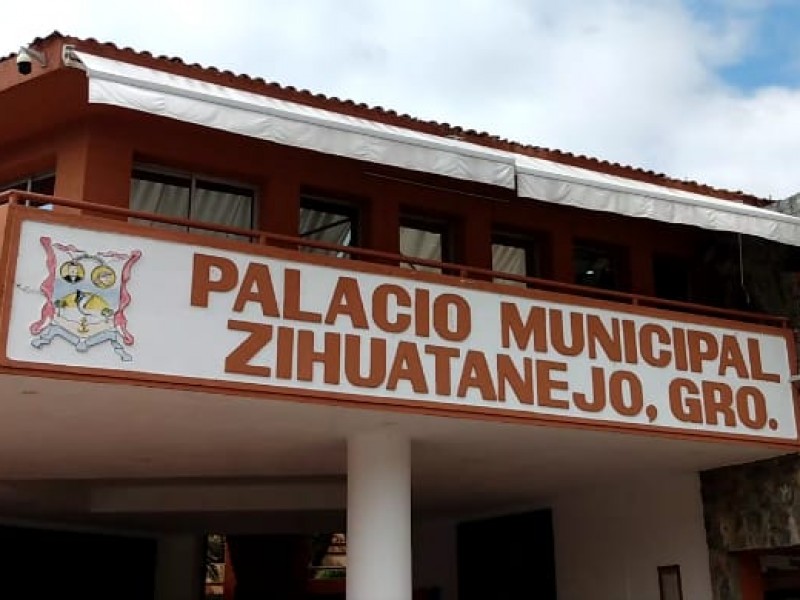 PALACIO MUNICIPAL
ZIHUATANEJO, GRO.